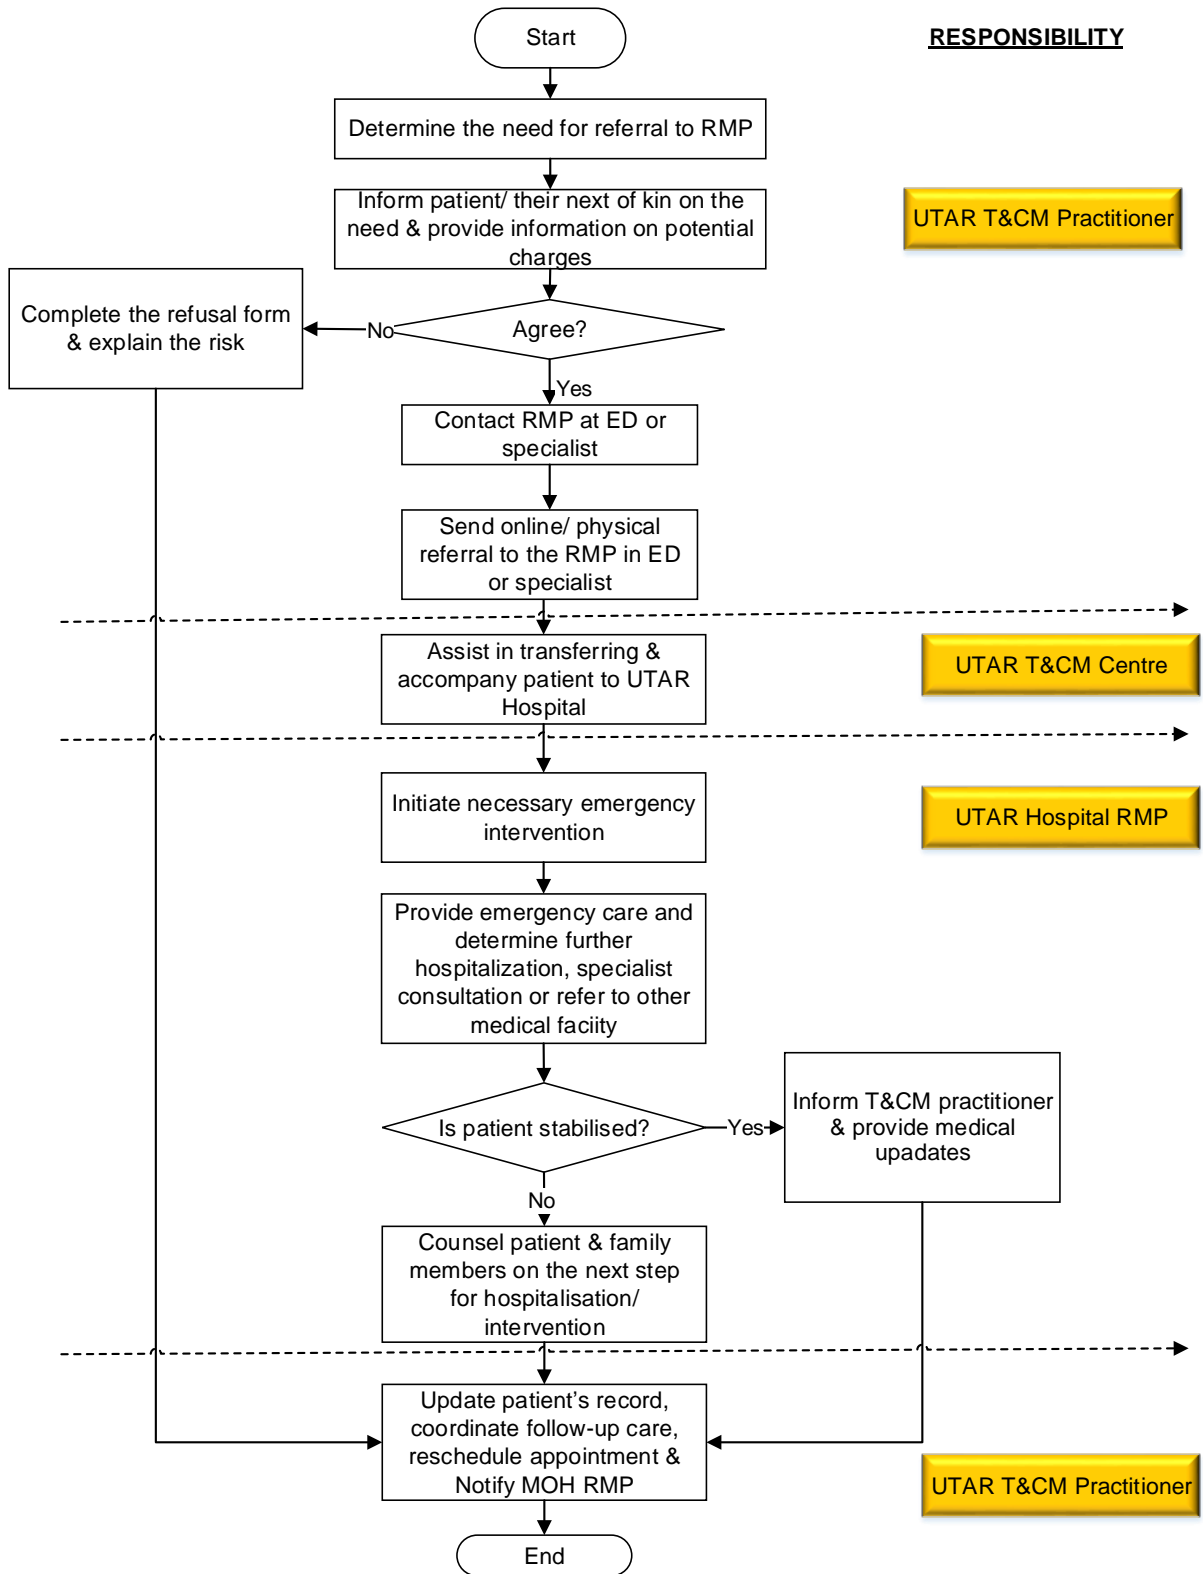 Start
RESPONSIBILITY
Determine the need for referral to RMP
Inform patient/ their next of kin on the
need & provide information on potential
charges
UTAR T&CM Practitioner
Complete the refusal form
& explain the risk
No
Agree?
Yes
Contact RMP at ED or
specialist
Send online/ physical
referral to the RMP in ED
or specialist
Assist in transferring &
accompany patient to UTAR
Hospital
UTAR T&CM Centre
Initiate necessary emergency
intervention
UTAR Hospital RMP
Provide emergency care and
determine further
hospitalization, specialist
consultation or refer to other
medical faciity
Is patient stabilised?
Yes
Inform T&CM practitioner
& provide medical
upadates
No
Counsel patient & family
members on the next step
for hospitalisation/
intervention
Update patient’s record,
coordinate follow-up care,
reschedule appointment &
Notify MOH RMP
UTAR T&CM Practitioner
End